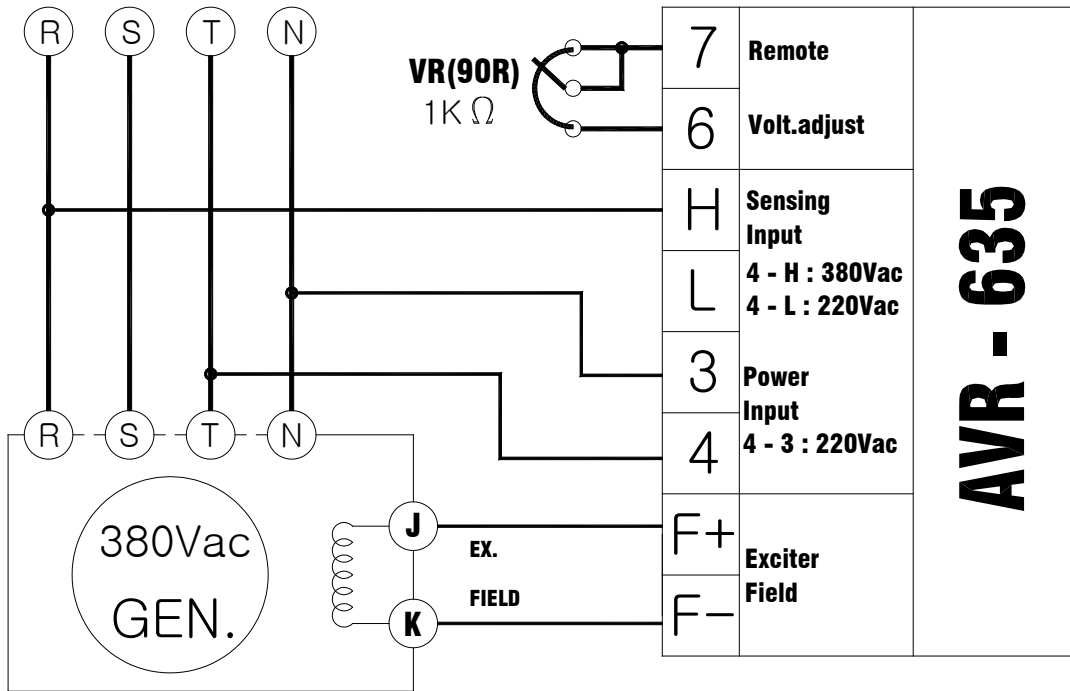 R S T N
VR(90R)
1K Ω
7 Remote
6 Volt.adjust
H Sensing
Input
L 4 - H : 380Vac
4 - L : 220Vac
3 Power
Input
4 4 - 3 : 220Vac
F+ Exciter
Field
F-
AVR - 635
R S T N
380Vac
GEN.
J
EX.
FIELD
K